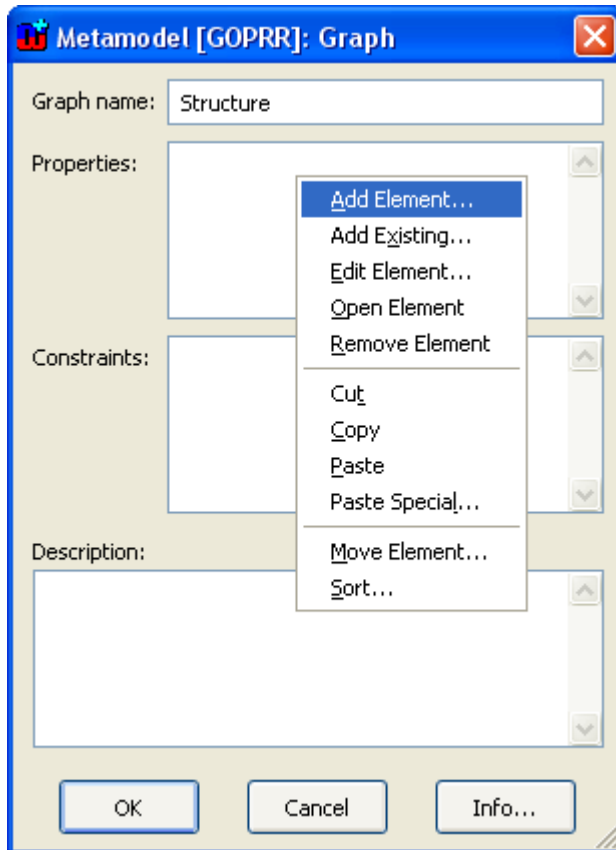 Metamodel [GOPRR]: Graph
Graph name: Structure
Properties:
Add Element...
Add Existing...
Edit Element...
Open Element
Remove Element
Constraints:
Cut
Copy
Paste
Paste Special...
Description:
Move Element...
Sort...
OK Cancel Info...